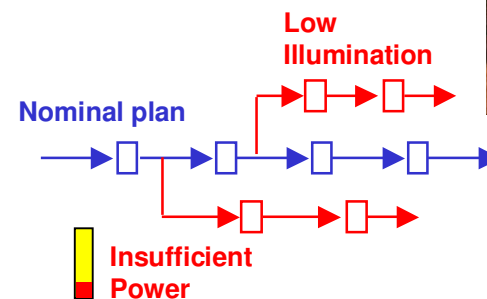 Low
Illumination
Nominal plan
Insufficient
Power